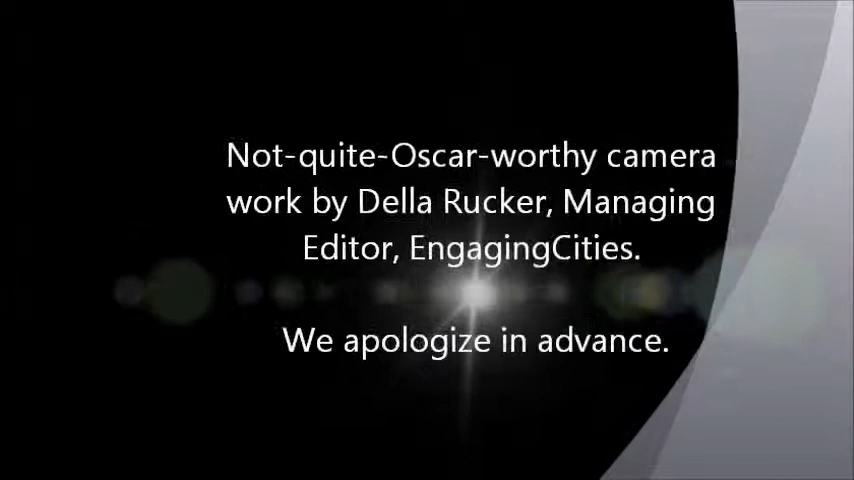 Not-quite-Oscar-worthy camera
work by Della Rucker, Managing
Editor, EngagingCities.
We apologize in advance.